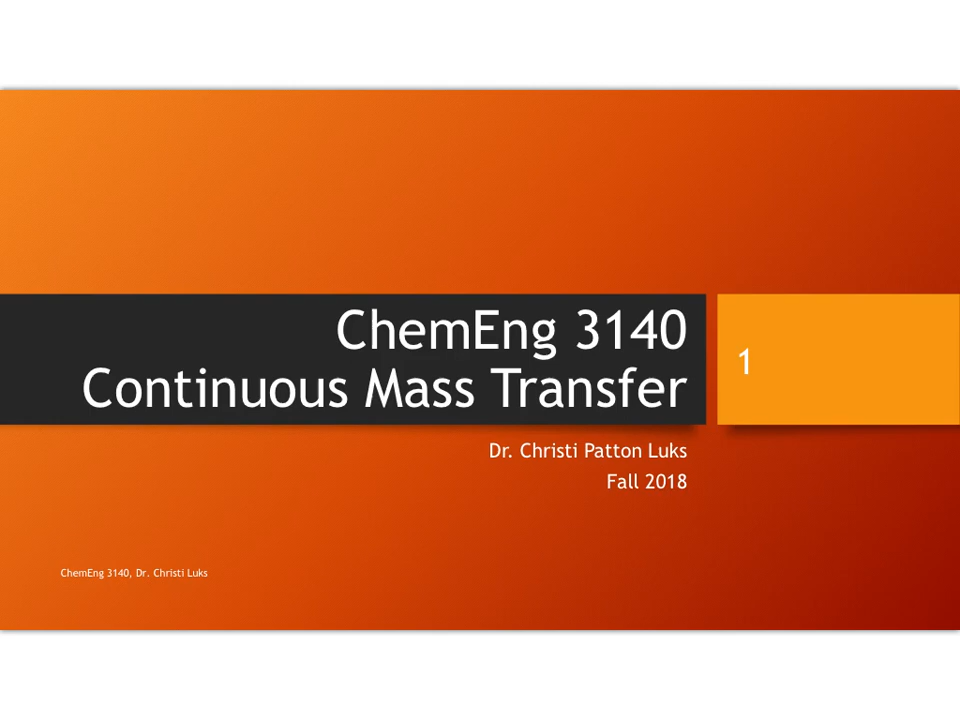 ChemEng 3140
Continuous Mass Transfer
1
Dr. Christi Patton Luks
Fall 2018
ChemEng 3140, Dr. Christi Luks